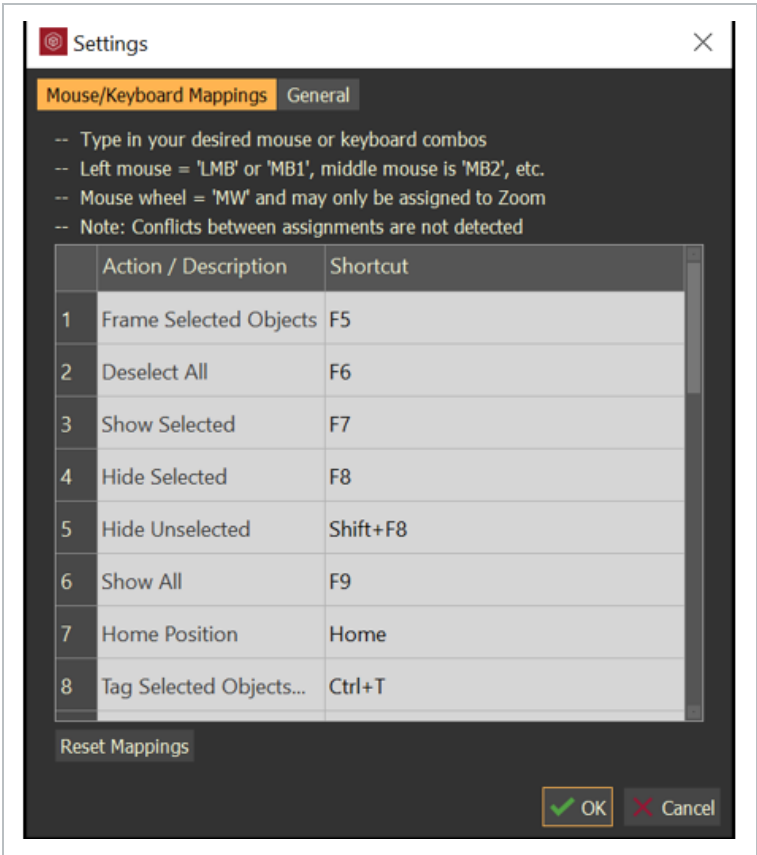 Settings
Mouse/Keyboard Mappings General
-- Type in your desired mouse or keyboard combos
-- Left mouse = 'LMB' or 'MB1', middle mouse is 'MB2', etc.
-- Mouse wheel = 'MW' and may only be assigned to Zoom
-- Note: Conflicts between assignments are not detected
Action / Description Shortcut
1 Frame Selected Objects F5
2 Deselect All F6
3 Show Selected F7
4 Hide Selected F8
5 Hide Unselected Shift+F8
6 Show All F9
7 Home Position Home
8 Tag Selected Objects... Ctrl+T
Reset Mappings
OK Cancel